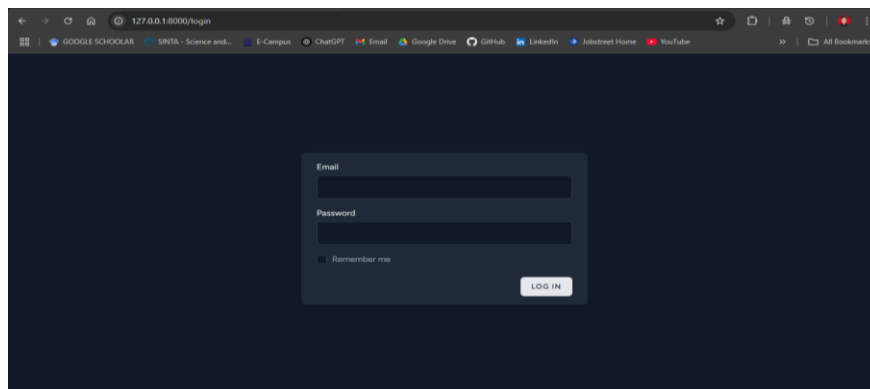 127.0.0.1:8000/login
GOOGLE SCHOOLAR SINTA - Science and... E-Campus ChatGPT Email Google Drive GitHub LinkedIn Jobstreet Home YouTube » All Bookmarks
Email
Password
Remember me
LOG IN